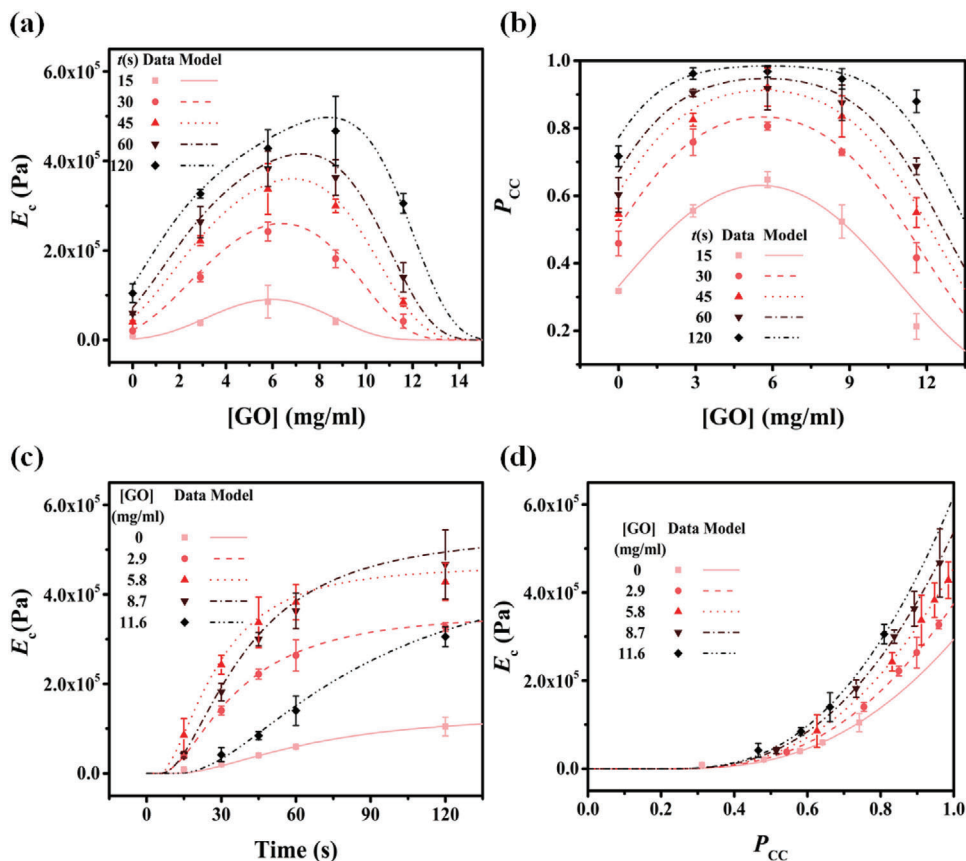 (a)
t(s) Data Model
15
30
45
60
120
6.0x10⁵
4.0x10⁵
2.0x10⁵
0.0
E_c (Pa)
0 2 4 6 8 10 12 14
[GO] (mg/ml)
(b)
1.0
0.8
0.6
0.4
0.2
P_CC
t(s) Data Model
15
30
45
60
120
0 3 6 9 12
[GO] (mg/ml)
(c)
[GO] Data Model
(mg/ml)
0
2.9
5.8
8.7
11.6
6.0x10⁵
4.0x10⁵
2.0x10⁵
0.0
E_c (Pa)
0 30 60 90 120
Time (s)
(d)
[GO] Data Model
(mg/ml)
0
2.9
5.8
8.7
11.6
6.0x10⁵
4.0x10⁵
2.0x10⁵
0.0
E_c (Pa)
0.0 0.2 0.4 0.6 0.8 1.0
P_CC